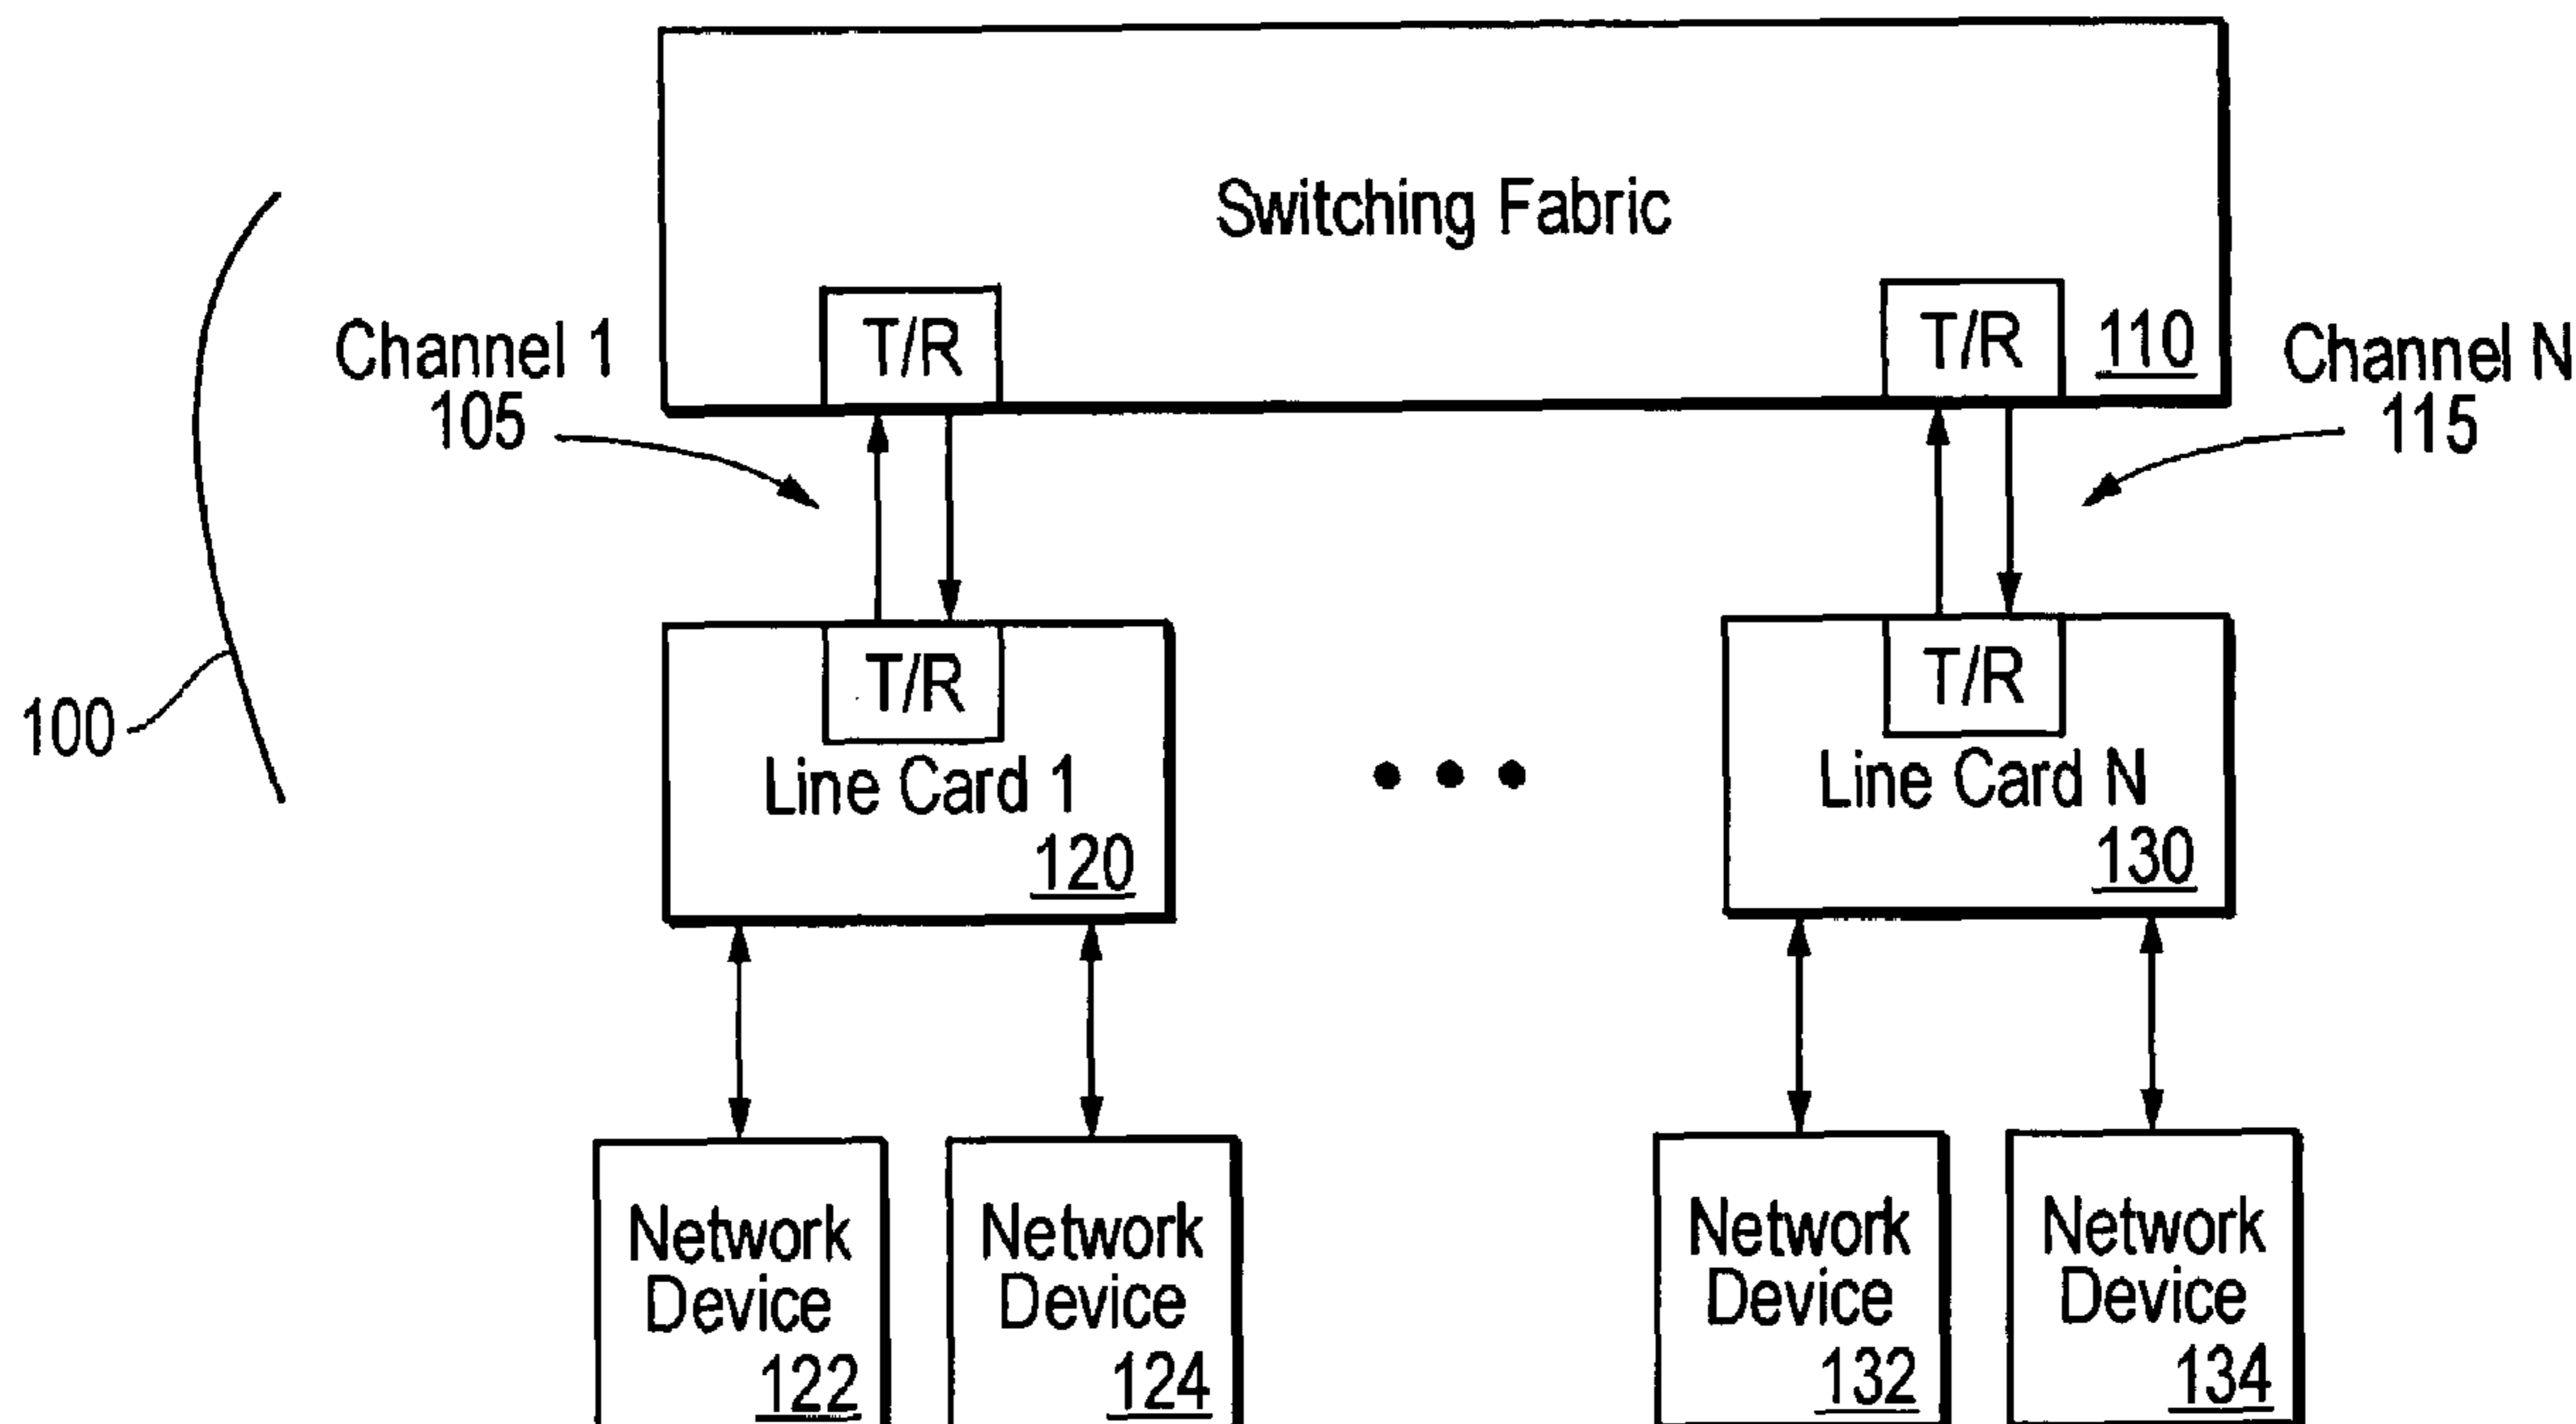 Switching Fabric
T/R
T/R
110
Channel 1
105
Channel N
115
100
T/R
Line Card 1
120
T/R
Line Card N
130
Network
Device
122
Network
Device
124
Network
Device
132
Network
Device
134